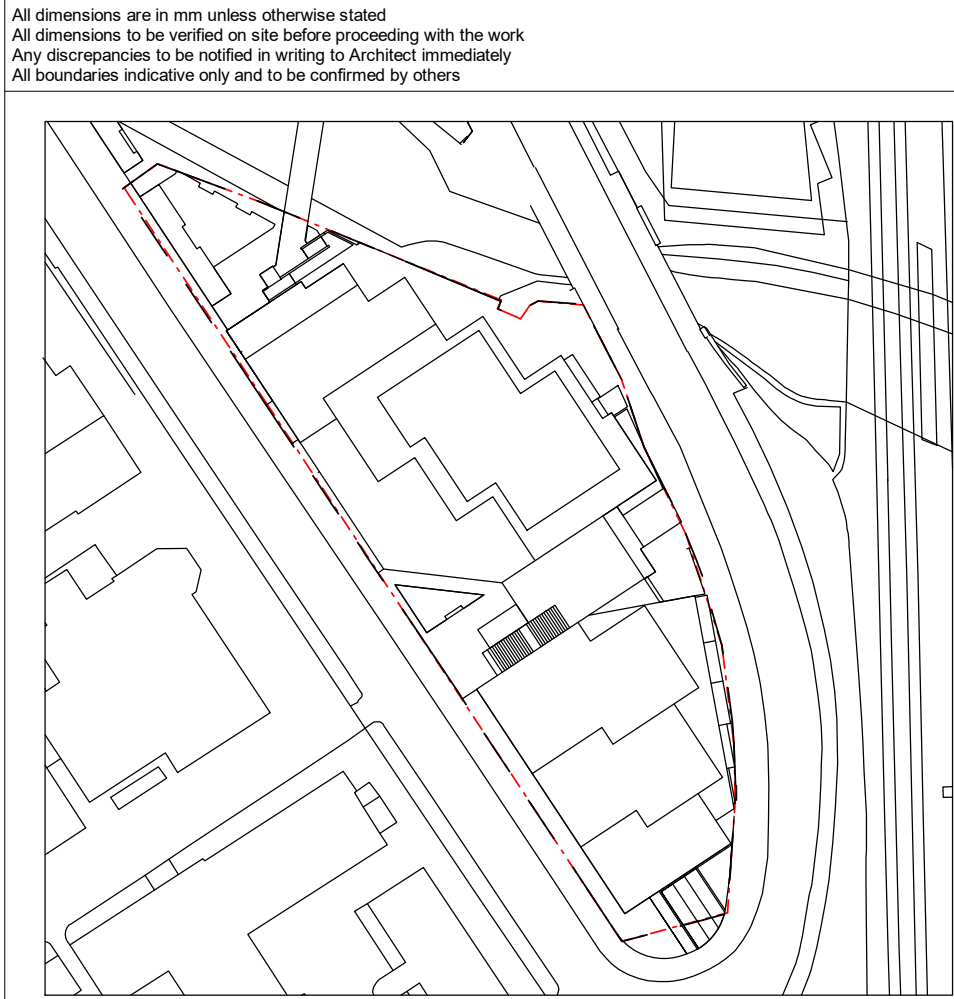 All dimensions are in mm unless otherwise stated
All dimensions to be verified on site before proceeding with the work
Any discrepancies to be notified in writing to Architect immediately
All boundaries indicative only and to be confirmed by others